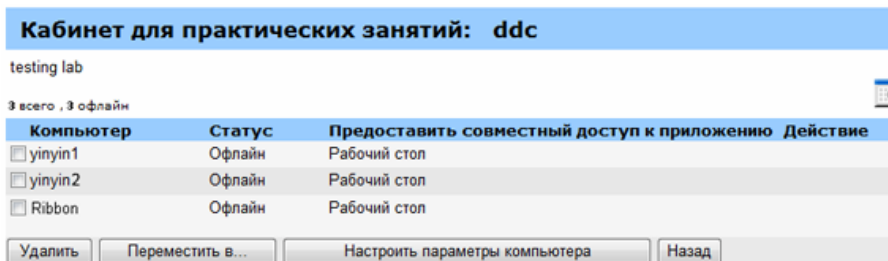 Кабинет для практических занятий: ddc
testing lab
3 всего , 3 офлайн
Компьютер Статус Предоставить совместный доступ к приложению Действие
yinyin1 Офлайн Рабочий стол
yinyin2 Офлайн Рабочий стол
Ribbon Офлайн Рабочий стол
Удалить Переместить в... Настроить параметры компьютера Назад